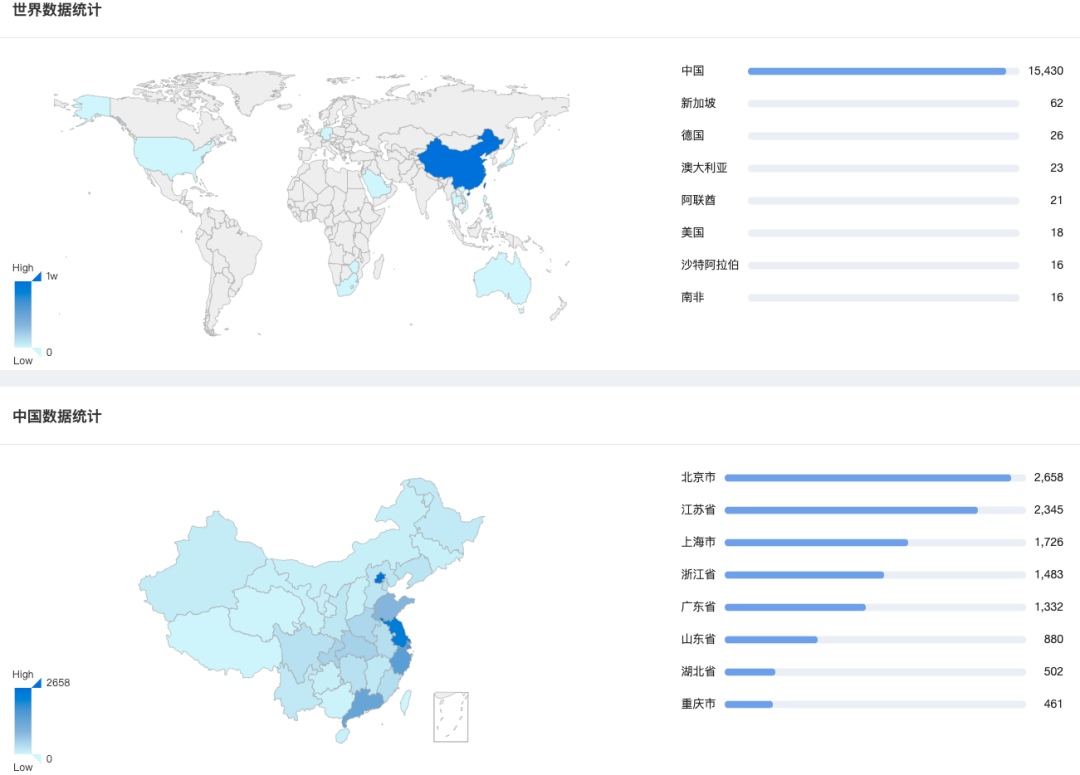 世界数据统计
High
1w
0
Low
中国 15,430
新加坡 62
德国 26
澳大利亚 23
阿联酋 21
美国 18
沙特阿拉伯 16
南非 16
中国数据统计
High
2658
0
Low
北京市 2,658
江苏省 2,345
上海市 1,726
浙江省 1,483
广东省 1,332
山东省 880
湖北省 502
重庆市 461